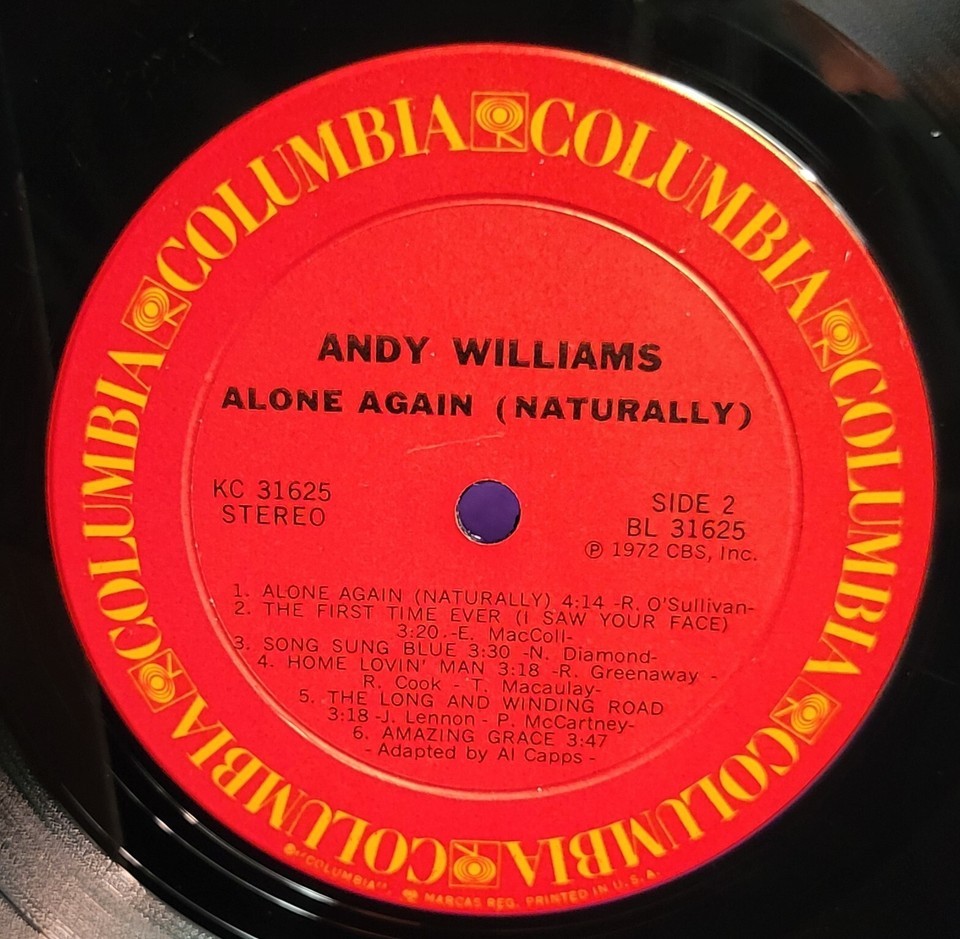 COLUMBIA COLUMBIA COLUMBIA COLUMBIA COLUMBIA COLUMBIA COLUMBIA
ANDY WILLIAMS
ALONE AGAIN (NATURALLY)
KC 31625
STEREO
SIDE 2
BL 31625
℗ 1972 CBS, Inc.
1. ALONE AGAIN (NATURALLY) 4:14 -R. O'Sullivan-
2. THE FIRST TIME EVER (I SAW YOUR FACE)
3:20 -E. MacColl-
3. SONG SUNG BLUE 3:30 -N. Diamond-
4. HOME LOVIN' MAN 3:18 -R. Greenaway -
R. Cook - T. Macaulay-
5. THE LONG AND WINDING ROAD
3:18 -J. Lennon - P. McCartney-
6. AMAZING GRACE 3:47
- Adapted by Al Capps -
"COLUMBIA", MARCAS REG. PRINTED IN U.S.A.